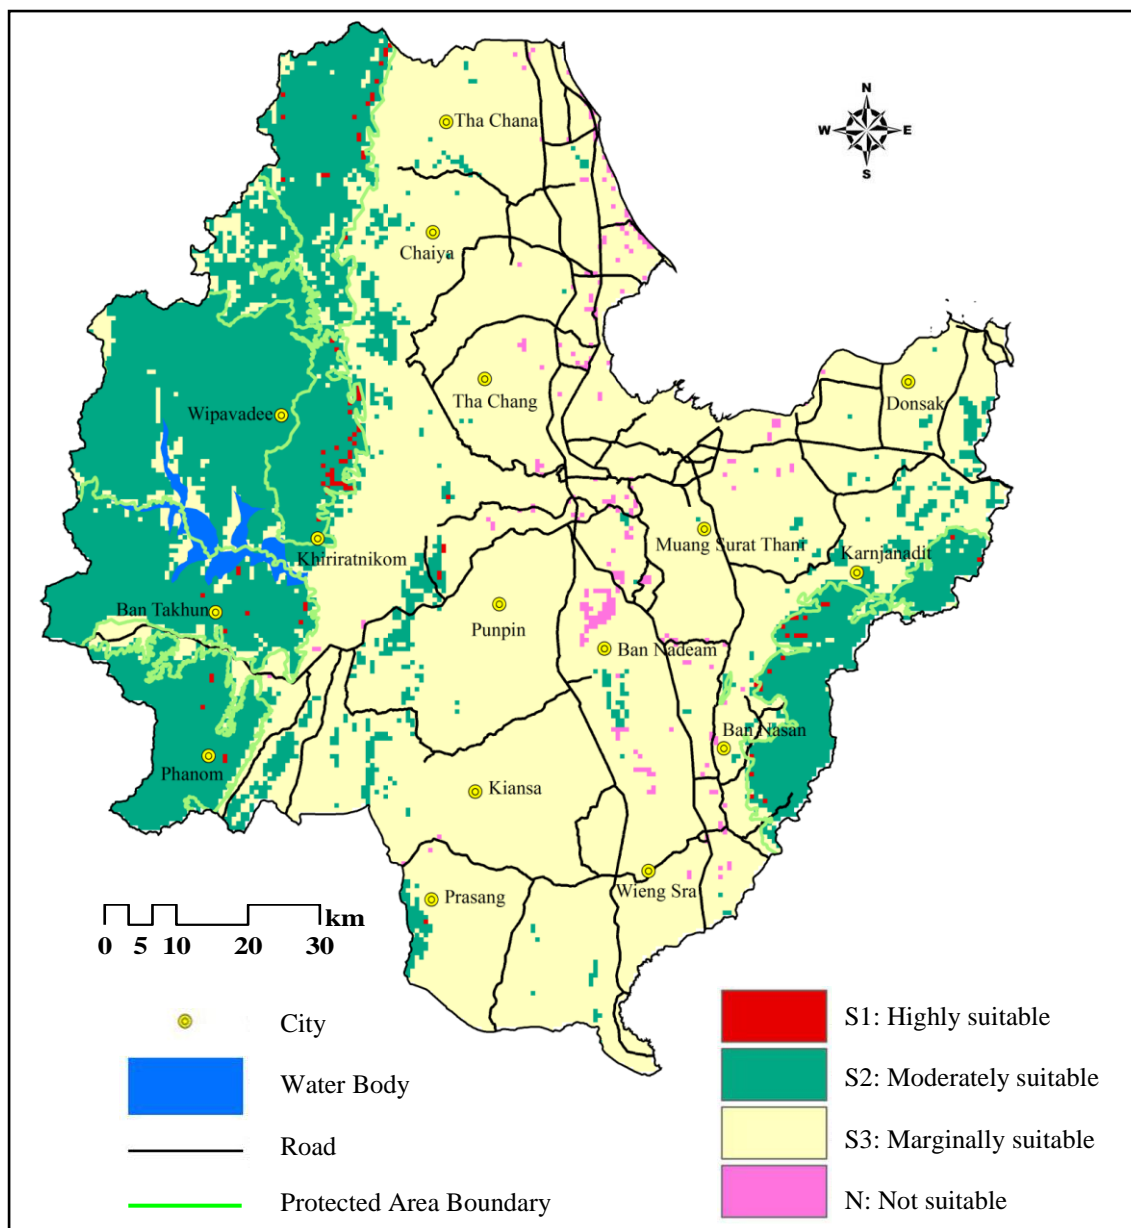 N
W E
S
Tha Chana
Chaiya
Tha Chang
Donsak
Wipavadee
Muang Surat Thani
Karnjanadit
Khiriratnikom
Ban Takhun
Punpin
Ban Nadeam
Ban Nasan
Phanom
Kiansa
Wieng Sra
Prasang
km
0 5 10 20 30
City
Water Body
Road
Protected Area Boundary
S1: Highly suitable
S2: Moderately suitable
S3: Marginally suitable
N: Not suitable